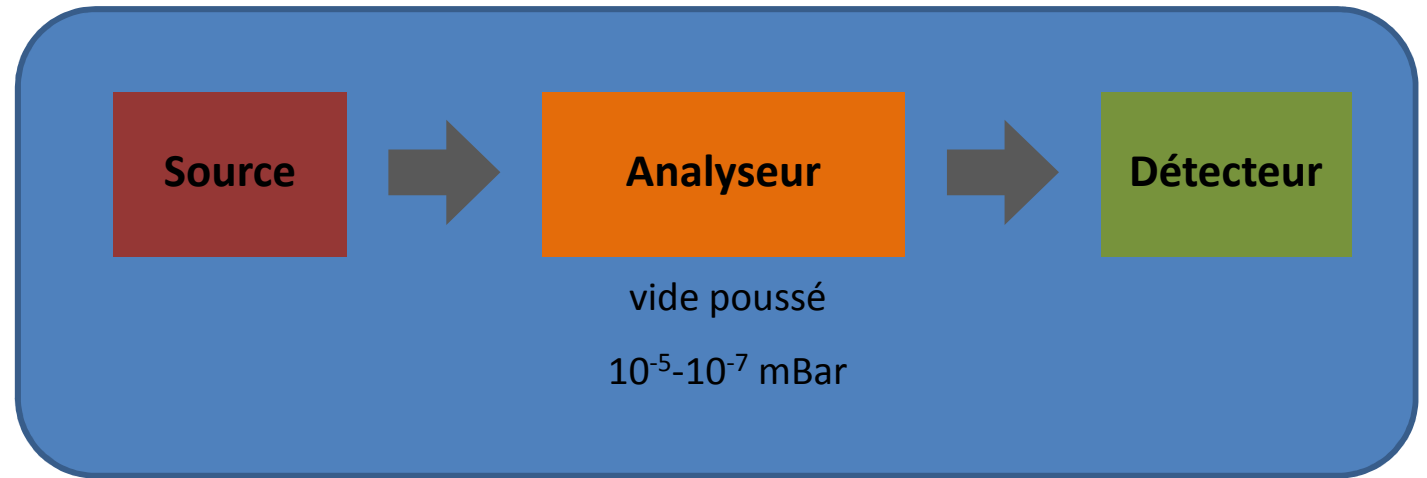 Source
Analyseur
Détecteur
vide poussé
10⁻⁵-10⁻⁷ mBar